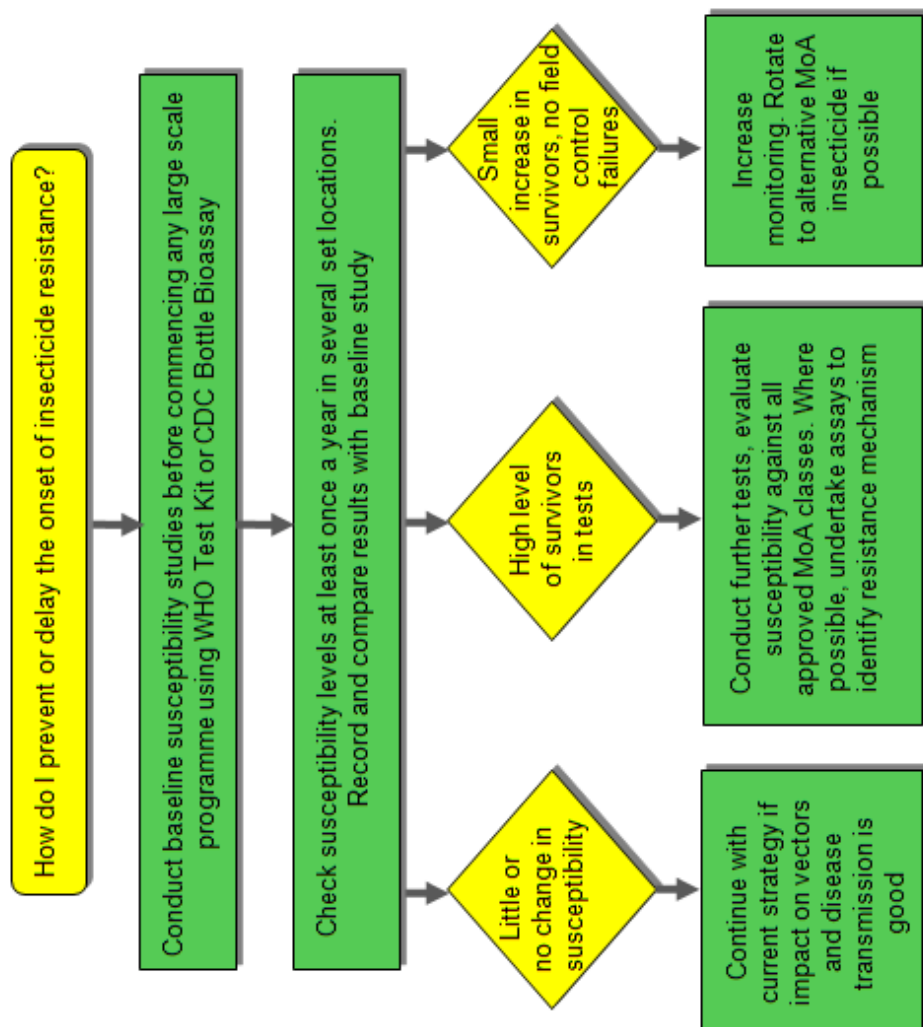 How do I prevent or delay the onset of insecticide resistance?
Conduct baseline susceptibility studies before commencing any large scale
programme using WHO Test Kit or CDC Bottle Bioassay
Check susceptibility levels at least once a year in several set locations.
Record and compare results with baseline study
Little or
no change in
susceptibility
High level
of survivors
in tests
Small
increase in
survivors, no field
control
failures
Continue with
current strategy if
impact on vectors
and disease
transmission is
good
Conduct further tests, evaluate
susceptibility against all
approved MoA classes. Where
possible, undertake assays to
identify resistance mechanism
Increase
monitoring. Rotate
to alternative MoA
insecticide if
possible